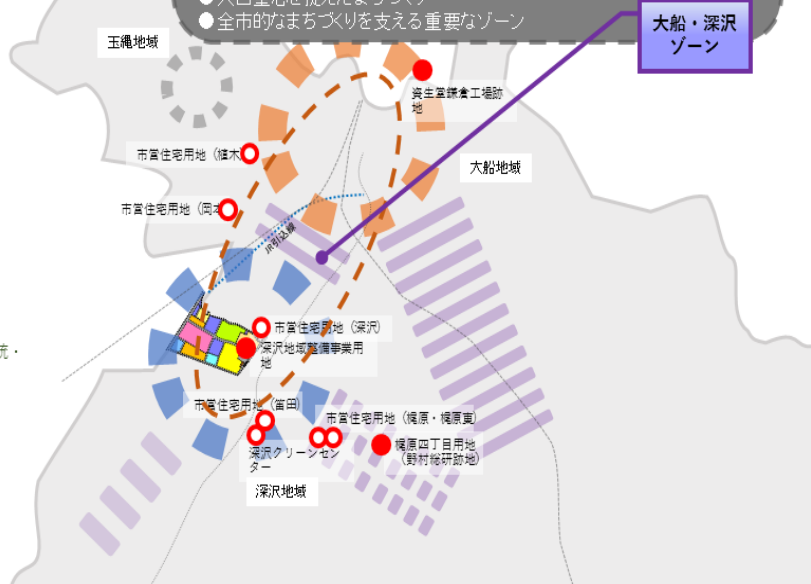 ●全市的なまちづくりを支える重要なゾーン
大船・深沢
ゾーン
玉縄地域
資生堂鎌倉工場跡
地
市営住宅用地（植木
大船地域
市営住宅用地（岡本
JR引込線
市営住宅用地（深沢）
深沢地域整備事業用
地
市営住宅用地（笛田）
市営住宅用地（梶原・梶原東）
梶原四丁目用地
（野村総研跡地）
深沢クリーンセン
ター
深沢地域